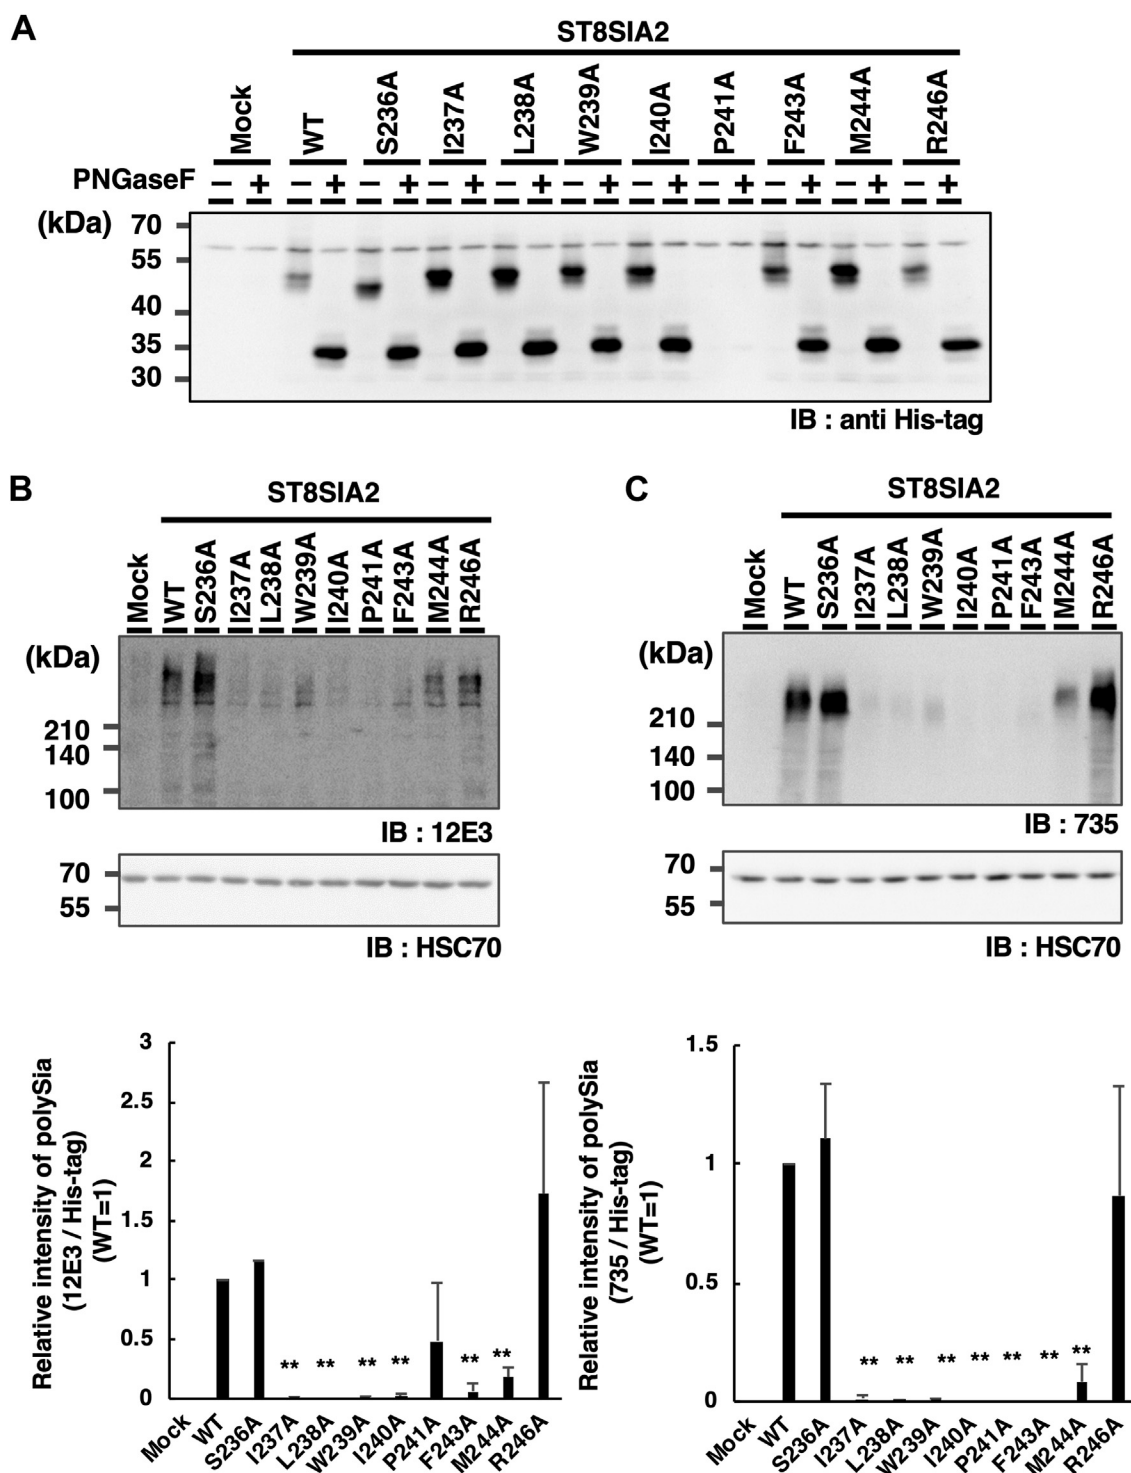 A
ST8SIA2
Mock WT S236A I237A L238A W239A I240A P241A F243A M244A R246A
PNGaseF − + − + − + − + − + − + − + − + − + − + − +
(kDa)
70
55
40
35
30
IB : anti His-tag
B
ST8SIA2
Mock WT S236A I237A L238A W239A I240A P241A F243A M244A R246A
(kDa)
210
140
100
IB : 12E3
70
55
IB : HSC70
Relative intensity of polySia
(12E3 / His-tag)
(WT=1)
3
2.5
2
1.5
1
0.5
0
** ** ** ** ** **
Mock WT S236A I237A L238A W239A I240A P241A F243A M244A R246A
C
ST8SIA2
Mock WT S236A I237A L238A W239A I240A P241A F243A M244A R246A
(kDa)
210
140
100
IB : 735
70
55
IB : HSC70
Relative intensity of polySia
(735 / His-tag)
(WT=1)
1.5
1
0.5
0
** ** ** ** ** ** **
Mock WT S236A I237A L238A W239A I240A P241A F243A M244A R246A